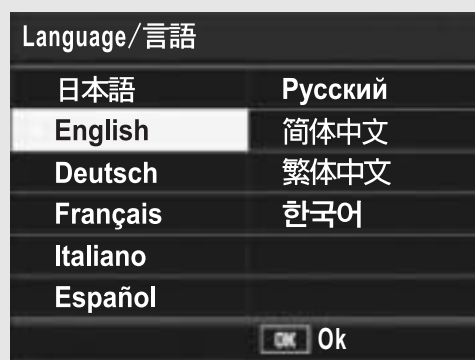 Language/言語
日本語
English
Deutsch
Français
Italiano
Español
Русский
简体中文
繁体中文
한국어
OK Ok